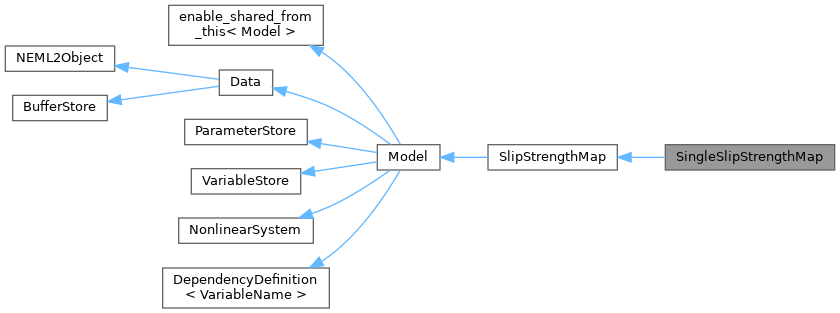 enable_shared_from
_this< Model >
NEML2Object
Data
BufferStore
ParameterStore
Model
SlipStrengthMap
SingleSlipStrengthMap
VariableStore
NonlinearSystem
DependencyDefinition
< VariableName >